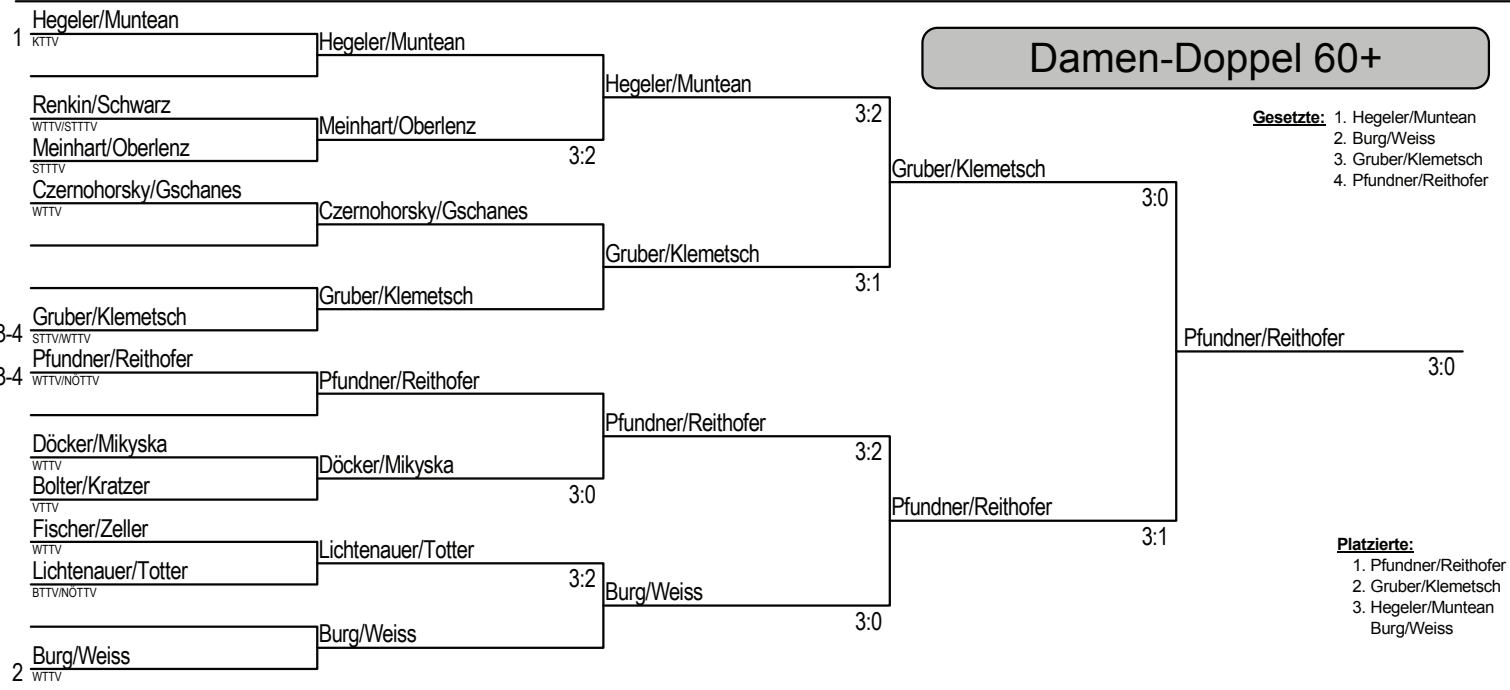 Damen-Doppel 60+
Gesetzte: 1. Hegeler/Muntean
2. Burg/Weiss
3. Gruber/Klemetsch
4. Pfundner/Reithofer
1 Hegeler/Muntean
KTTV
Renkin/Schwarz
WTTV/STTTV
Meinhart/Oberlenz
STTTV
Czernohorsky/Gschanes
WTTV
3-4 Gruber/Klemetsch
STTV/WTTV
3-4 Pfundner/Reithofer
WTTV/NÖTTV
Döcker/Mikyska
WTTV
Bolter/Kratzer
VTTV
Fischer/Zeller
WTTV
Lichtenauer/Totter
BTTV/NÖTTV
2 Burg/Weiss
WTTV
Hegeler/Muntean
Meinhart/Oberlenz
3:2
Czernohorsky/Gschanes
Gruber/Klemetsch
Pfundner/Reithofer
Döcker/Mikyska
3:0
Lichtenauer/Totter
3:2
Burg/Weiss
Hegeler/Muntean
3:2
Gruber/Klemetsch
3:1
Pfundner/Reithofer
3:2
Burg/Weiss
3:0
Gruber/Klemetsch
3:0
Pfundner/Reithofer
3:1
Pfundner/Reithofer
3:0
Platzierte:
1. Pfundner/Reithofer
2. Gruber/Klemetsch
3. Hegeler/Muntean
Burg/Weiss